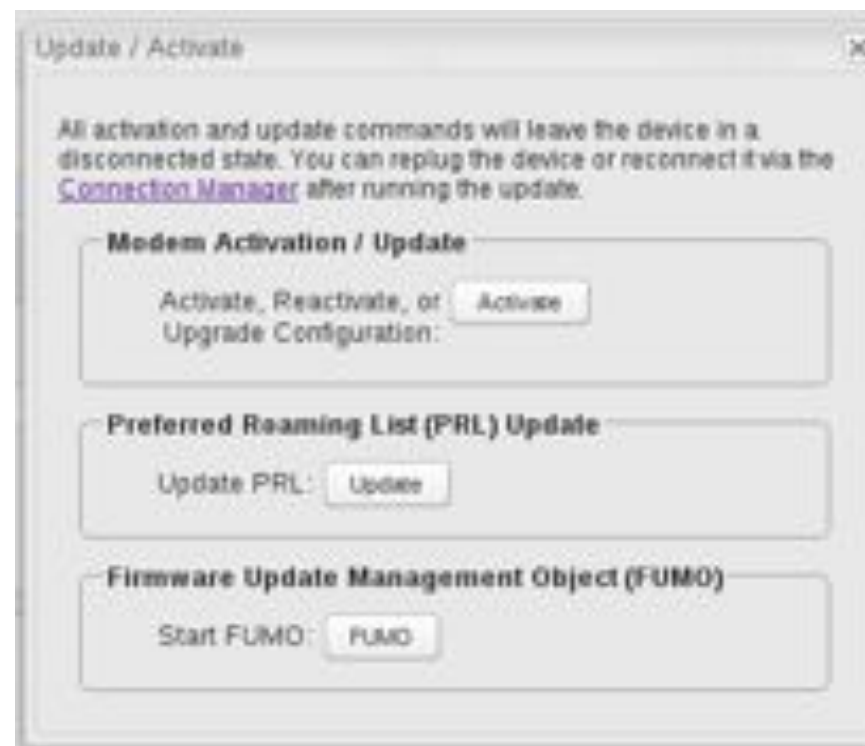 Update / Activate
All activation and update commands will leave the device in a
disconnected state. You can replug the device or reconnect it via the
Connection Manager after running the update.
Modem Activation / Update
Activate, Reactivate, or
Upgrade Configuration:
Activate
Preferred Roaming List (PRL) Update
Update PRL: Update
Firmware Update Management Object (FUMO)
Start FUMO: FUMO